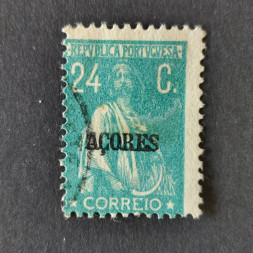 REPUBLICA PORTUGUESA
24 C.
AÇORES
CORREIO